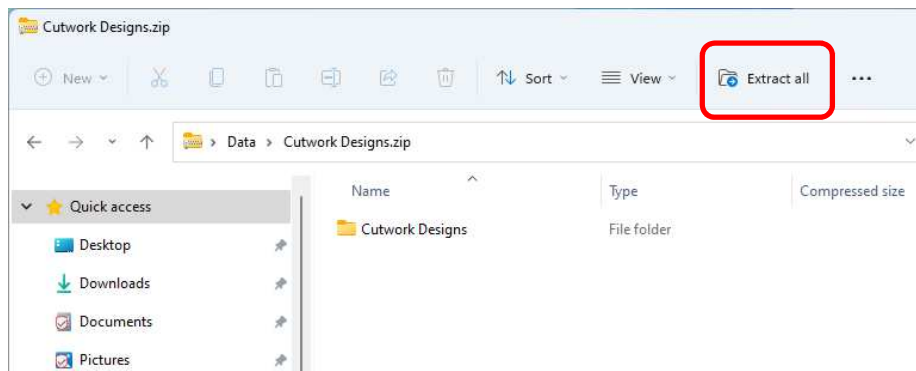 Cutwork Designs.zip
New Sort View Extract all ...
Data > Cutwork Designs.zip
Name Type Compressed size
Quick access
Cutwork Designs File folder
Desktop
Downloads
Documents
Pictures